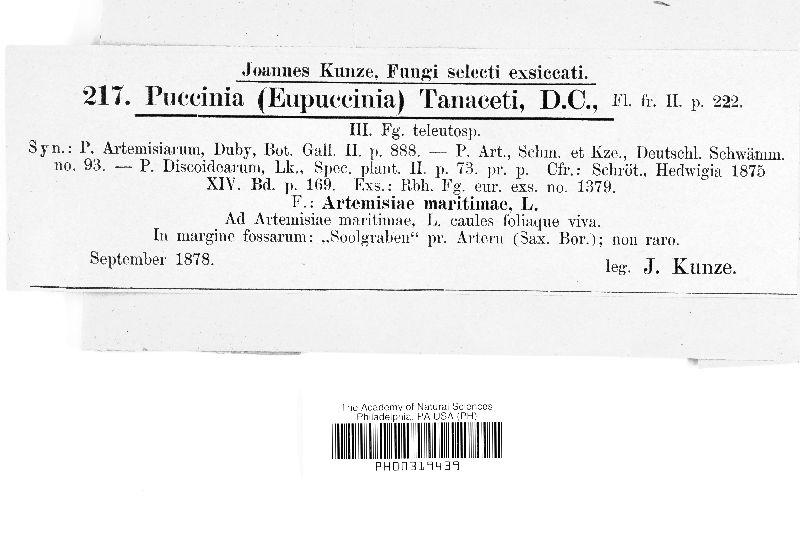 Joannes Kunze, Fungi selecti exsiccati.
217. Puccinia (Eupuccinia) Tanaceti, D.C., Fl. fr. II. p. 222.
III. Fg. teleutosp.
Syn.: P. Artemisiarum, Duby, Bot. Gall. II. p. 888. — P. Art., Schm. et Kze., Deutschl. Schwämm.
no. 93. — P. Discoidearum, Lk., Spec. plant. II. p. 73. pr. p. Cfr.: Schröt., Hedwigia 1875
XIV. Bd. p. 169. Exs.: Rbh. Fg. eur. exs. no. 1379.
F.: Artemisiae maritimae, L.
Ad Artemisiae maritimae, L. caules foliaque viva.
In margine fossarum: „Soolgraben“ pr. Artern (Sax. Bor.); non raro.
September 1878.
leg. J. Kunze.
The Academy of Natural Sciences
Philadelphia, PA USA (PH)
PH00319439